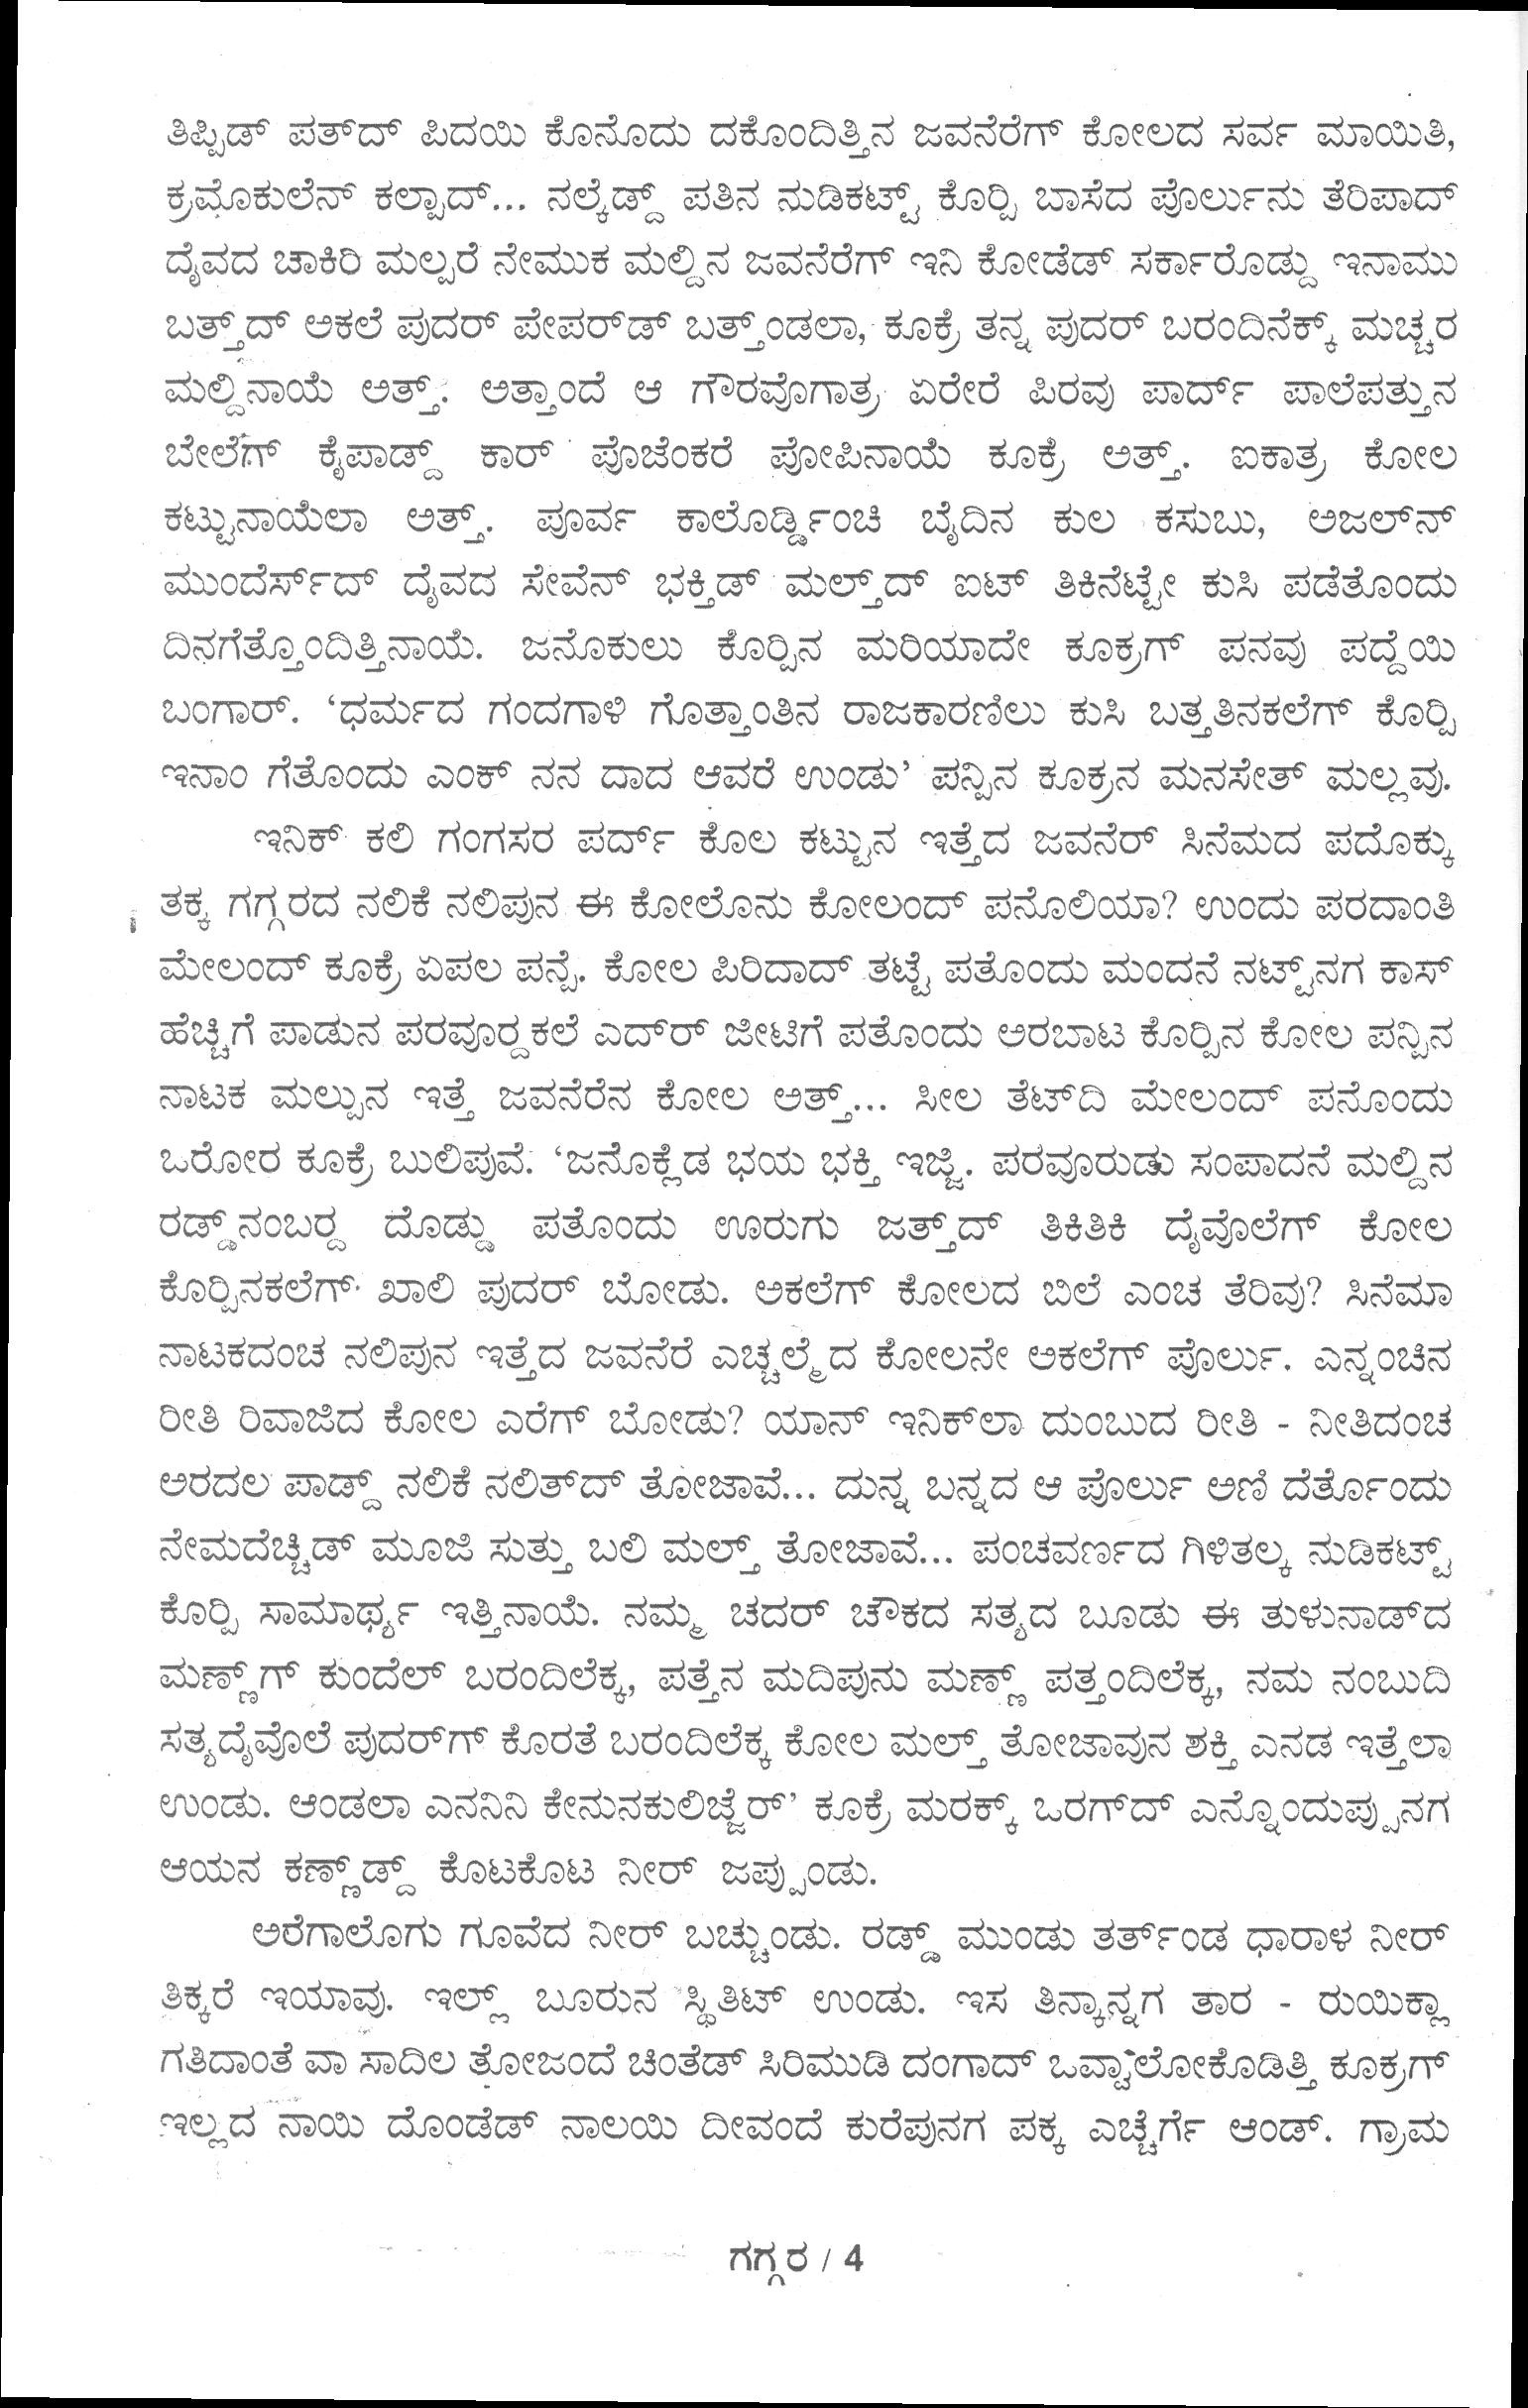 ತಿಪ್ಪಿಡ್ ಪತ್‌ದ್ ಪಿದಯಿ ಕೊನೊದು ದಕೊಂದಿತ್ತಿನ ಜವನೆರೆಗ್ ಕೋಲದ ಸರ್ವ ಮಾಯಿತಿ,
ಕ್ರಮೊಕುಲೆನ್ ಕಲ್ಪಾದ್... ನಲ್ಕೆಡ್ದ್ ಪತಿನ ನುಡಿಕಟ್ಟ್ ಕೊರ್‍ಪಿ ಬಾಸೆದ ಪೊರ್ಲುನು ತೆರಿಪಾದ್
ದೈವದ ಚಾಕಿರಿ ಮಲ್ಪರೆ ನೇಮುಕ ಮಲ್ದಿನ ಜವನೆರೆಗ್ ಇನಿ ಕೋಡೆಡ್ ಸರ್ಕಾರೊಡ್ದು ಇನಾಮು
ಬತ್ತ್‌ದ್ ಅಕಲೆ ಪುದರ್ ಪೇಪರ್‌ಡ್ ಬತ್ತ್‌ಂಡಲಾ, ಕೂಕ್ರೆ ತನ್ನ ಪುದರ್ ಬರಂದಿನೆಕ್ಕ್ ಮಚ್ಚರ
ಮಲ್ದಿನಾಯೆ ಅತ್ತ್. ಅತ್ತಾಂದೆ ಆ ಗೌರವೊಗಾತ್ರ ಏರೇರೆ ಪಿರವು ಪಾರ್ದ್ ಪಾಲೆಪತ್ತುನ
ಬೇಲೆಗ್ ಕೈಪಾಡ್ದ್ ಕಾರ್ ಪೊಜೆಂಕರೆ ಪೋಪಿನಾಯೆ ಕೂಕ್ರೆ ಅತ್ತ್. ಐಕಾತ್ರ ಕೋಲ
ಕಟ್ಟುನಾಯೆಲಾ ಅತ್ತ್. ಪೂರ್ವ ಕಾಲೊರ್ಡ್ದಿಂಚಿ ಬೈದಿನ ಕುಲ ಕಸುಬು, ಅಜಲ್‌ನ್
ಮುಂದೆರ್ಸ್‌ದ್ ದೈವದ ಸೇವೆನ್ ಭಕ್ತಿಡ್ ಮಲ್ತ್‌ದ್ ಐಟ್ ತಿಕಿನೆಟ್ಟೇ ಕುಸಿ ಪಡೆತೊಂದು
ದಿನಗೆತ್ತೊಂದಿತ್ತಿನಾಯೆ. ಜನೊಕುಲು ಕೊರ್‍ಪಿನ ಮರಿಯಾದೇ ಕೂಕ್ರಗ್ ಪನವು ಪದ್ದೆಯಿ
ಬಂಗಾರ್. ‘ಧರ್ಮದ ಗಂದಗಾಳಿ ಗೊತ್ತಾಂತಿನ ರಾಜಕಾರಣಿಲು ಕುಸಿ ಬತ್ತತಿನಕಲೆಗ್ ಕೊರ್‍ಪಿ
ಇನಾಂ ಗೆತೊಂದು ಎಂಕ್ ನನ ದಾದ ಆವರೆ ಉಂಡು’ ಪನ್ಪಿನ ಕೂಕ್ರನ ಮನಸೇತ್ ಮಲ್ಲವು.
ಇನಿಕ್ ಕಲಿ ಗಂಗಸರ ಪರ್ದ್ ಕೊಲ ಕಟ್ಟುನ ಇತ್ತೆದ ಜವನೆರ್ ಸಿನೆಮದ ಪದೊಕ್ಕು
ತಕ್ಕ ಗಗ್ಗರದ ನಲಿಕೆ ನಲಿಪುನ ಈ ಕೋಲೊನು ಕೋಲಂದ್ ಪನೊಲಿಯಾ? ಉಂದು ಪರದಾಂತಿ
ಮೇಲಂದ್ ಕೂಕ್ರೆ ಏಪಲ ಪನ್ಪೆ. ಕೋಲ ಪಿರಿದಾದ್ ತಟ್ಟೆ ಪತೊಂದು ಮಂದನೆ ನಟ್ಟ್‌ನಗ ಕಾಸ್
ಹೆಚ್ಚಿಗೆ ಪಾಡುನ ಪರವೂರ್‍ದಕಲೆ ಎದ್‌ರ್ ಜೀಟಿಗೆ ಪತೊಂದು ಅರಬಾಟ ಕೊರ್‍ಪಿನ ಕೋಲ ಪನ್ಪಿನ
ನಾಟಕ ಮಲ್ಪುನ ಇತ್ತೆ ಜವನೆರೆನ ಕೋಲ ಅತ್ತ್... ಸೀಲ ತೆಟ್‌ದಿ ಮೇಲಂದ್ ಪನೊಂದು
ಒರೋರ ಕೂಕ್ರೆ ಬುಲಿಪುವೆ. ‘ಜನೊಕ್ಲೆಡ ಭಯ ಭಕ್ತಿ ಇಜ್ಜಿ. ಪರವೂರುಡು ಸಂಪಾದನೆ ಮಲ್ದಿನ
ರಡ್ಡ್‌ನಂಬರ್‍ದ ದೊಡ್ಡು ಪತೊಂದು ಊರುಗು ಜತ್ತ್‌ದ್ ತಿಕಿತಿಕಿ ದೈವೊಲೆಗ್ ಕೋಲ
ಕೊರ್‍ಪಿನಕಲೆಗ್ ಖಾಲಿ ಪುದರ್ ಬೋಡು. ಅಕಲೆಗ್ ಕೋಲದ ಬಿಲೆ ಎಂಚ ತೆರಿವು? ಸಿನೆಮಾ
ನಾಟಕದಂಚ ನಲಿಪುನ ಇತ್ತೆದ ಜವನೆರೆ ಎಚ್ಚಲ್ಮೆದ ಕೋಲನೇ ಅಕಲೆಗ್ ಪೊರ್ಲು. ಎನ್ನಂಚಿನ
ರೀತಿ ರಿವಾಜಿದ ಕೋಲ ಎರೆಗ್ ಬೋಡು? ಯಾನ್ ಇನಿಕ್‌ಲಾ ದುಂಬುದ ರೀತಿ - ನೀತಿದಂಚ
ಅರದಲ ಪಾಡ್ದ್ ನಲಿಕೆ ನಲಿತ್‌ದ್ ತೋಜಾವೆ... ದುನ್ನ ಬನ್ನದ ಆ ಪೊರ್ಲು ಅಣಿ ದೆರ್ತೊಂದು
ನೇಮದೆಚ್ಚಿಡ್ ಮೂಜಿ ಸುತ್ತು ಬಲಿ ಮಲ್ತ್ ತೋಜಾವೆ... ಪಂಚವರ್ಣದ ಗಿಳಿತಲ್ಕ ನುಡಿಕಟ್ಟ್
ಕೊರ್‍ಪಿ ಸಾಮಾರ್ಥ್ಯ ಇತ್ತಿನಾಯೆ. ನಮ್ಮ ಚದರ್ ಚೌಕದ ಸತ್ಯದ ಬೂಡು ಈ ತುಳುನಾಡ್‌ದ
ಮಣ್ಣ್‌ಗ್ ಕುಂದೆಲ್ ಬರಂದಿಲೆಕ್ಕ, ಪತ್ತೆನ ಮದಿಪುನು ಮಣ್ಣ್ ಪತ್ತಂದಿಲೆಕ್ಕ, ನಮ ನಂಬುದಿ
ಸತ್ಯದೈವೊಲೆ ಪುದರ್‌ಗ್ ಕೊರತೆ ಬರಂದಿಲೆಕ್ಕ ಕೋಲ ಮಲ್ತ್ ತೋಜಾವುನ ಶಕ್ತಿ ಎನಡ ಇತ್ತೆಲಾ
ಉಂಡು. ಆಂಡಲಾ ಎನನಿನಿ ಕೇನುನಕುಲಿಜ್ಜೆರ್’ ಕೂಕ್ರೆ ಮರಕ್ಕ್ ಒರಗ್‌ದ್ ಎನ್ನೊಂದುಪ್ಪುನಗ
ಆಯನ ಕಣ್ಣ್‌ಡ್ದ್ ಕೊಟಕೊಟ ನೀರ್ ಜಪ್ಪುಂಡು.
ಅರೆಗಾಲೊಗು ಗೂವೆದ ನೀರ್ ಬಚ್ಚುಂಡು. ರಡ್ಡ್ ಮುಂಡು ತರ್ತ್‌ಂಡ ಧಾರಾಳ ನೀರ್
ತಿಕ್ಕರೆ ಇಯಾವು. ಇಲ್ಲ್ ಬೂರುನ ಸ್ಥಿತಿಟ್ ಉಂಡು. ಇಸ ತಿನ್ಕಾನ್ನಗ ತಾರ - ರುಯಿಕ್ಲಾ
ಗತಿದಾಂತೆ ವಾ ಸಾದಿಲ ತೋಜಂದೆ ಚಿಂತೆಡ್ ಸಿರಿಮುಡಿ ದಂಗಾದ್ ಕೂಕ್ರಗ್
ಇಲ್ಲದ ನಾಯಿ ದೊಂಡೆಡ್ ನಾಲಯಿ ದೀವಂದೆ ಕುರೆಪುನಗ ಪಕ್ಕ ಎಚ್ಚೆರ್ಗೆ ಆಂಡ್. ಗ್ರಾಮ
ಗಗ್ಗರ / 4